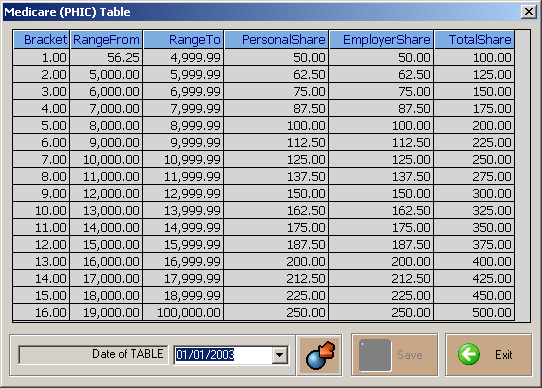 Medicare (PHIC) Table
Bracket RangeFrom RangeTo PersonalShare EmployerShare TotalShare
1.00 56.25 4,999.99 50.00 50.00 100.00
2.00 5,000.00 5,999.99 62.50 62.50 125.00
3.00 6,000.00 6,999.99 75.00 75.00 150.00
4.00 7,000.00 7,999.99 87.50 87.50 175.00
5.00 8,000.00 8,999.99 100.00 100.00 200.00
6.00 9,000.00 9,999.99 112.50 112.50 225.00
7.00 10,000.00 10,999.99 125.00 125.00 250.00
8.00 11,000.00 11,999.99 137.50 137.50 275.00
9.00 12,000.00 12,999.99 150.00 150.00 300.00
10.00 13,000.00 13,999.99 162.50 162.50 325.00
11.00 14,000.00 14,999.99 175.00 175.00 350.00
12.00 15,000.00 15,999.99 187.50 187.50 375.00
13.00 16,000.00 16,999.99 200.00 200.00 400.00
14.00 17,000.00 17,999.99 212.50 212.50 425.00
15.00 18,000.00 18,999.99 225.00 225.00 450.00
16.00 19,000.00 100,000.00 250.00 250.00 500.00
Date of TABLE 01/01/2003 Save Exit